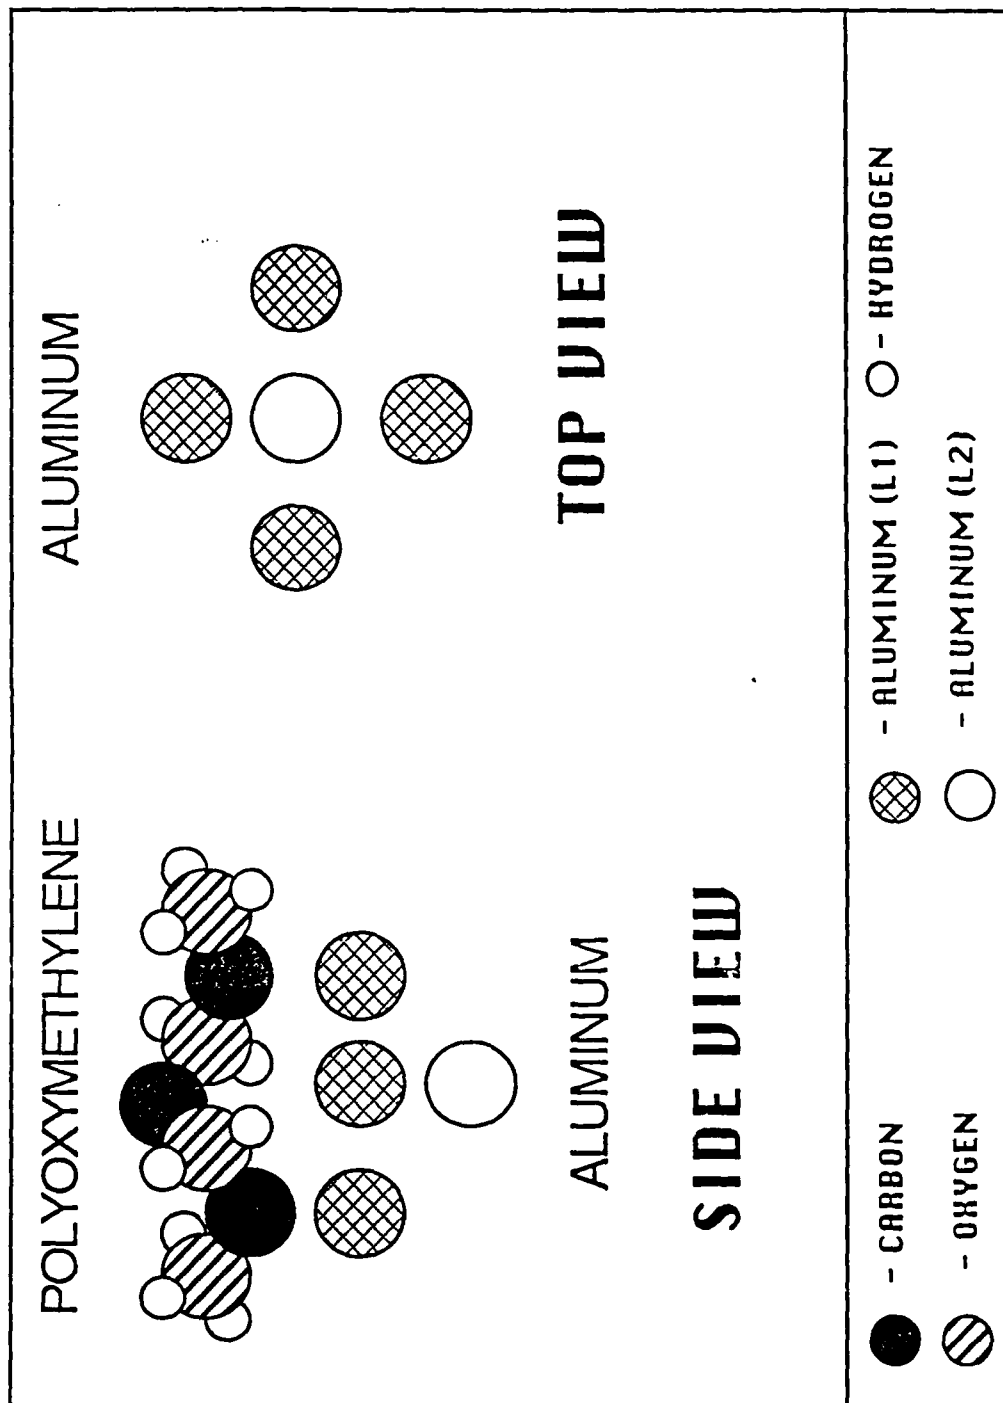 POLYOXYMETHYLENE
ALUMINUM
ALUMINUM
SIDE VIEW
TOP VIEW
- CARBON
- ALUMINUM (L1)
- HYDROGEN
- OXYGEN
- ALUMINUM (L2)